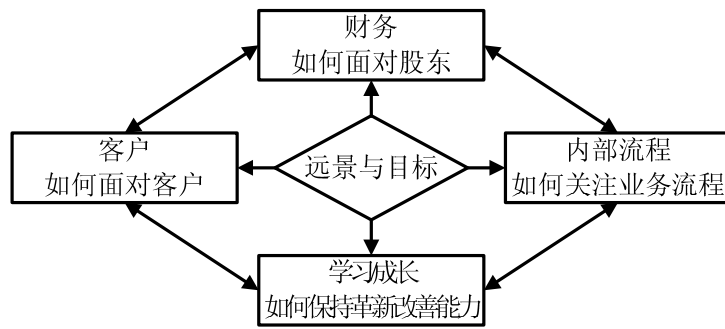 财务
如何面对股东
客户
如何面对客户
远景与目标
内部流程
如何关注业务流程
学习成长
如何保持革新改善能力